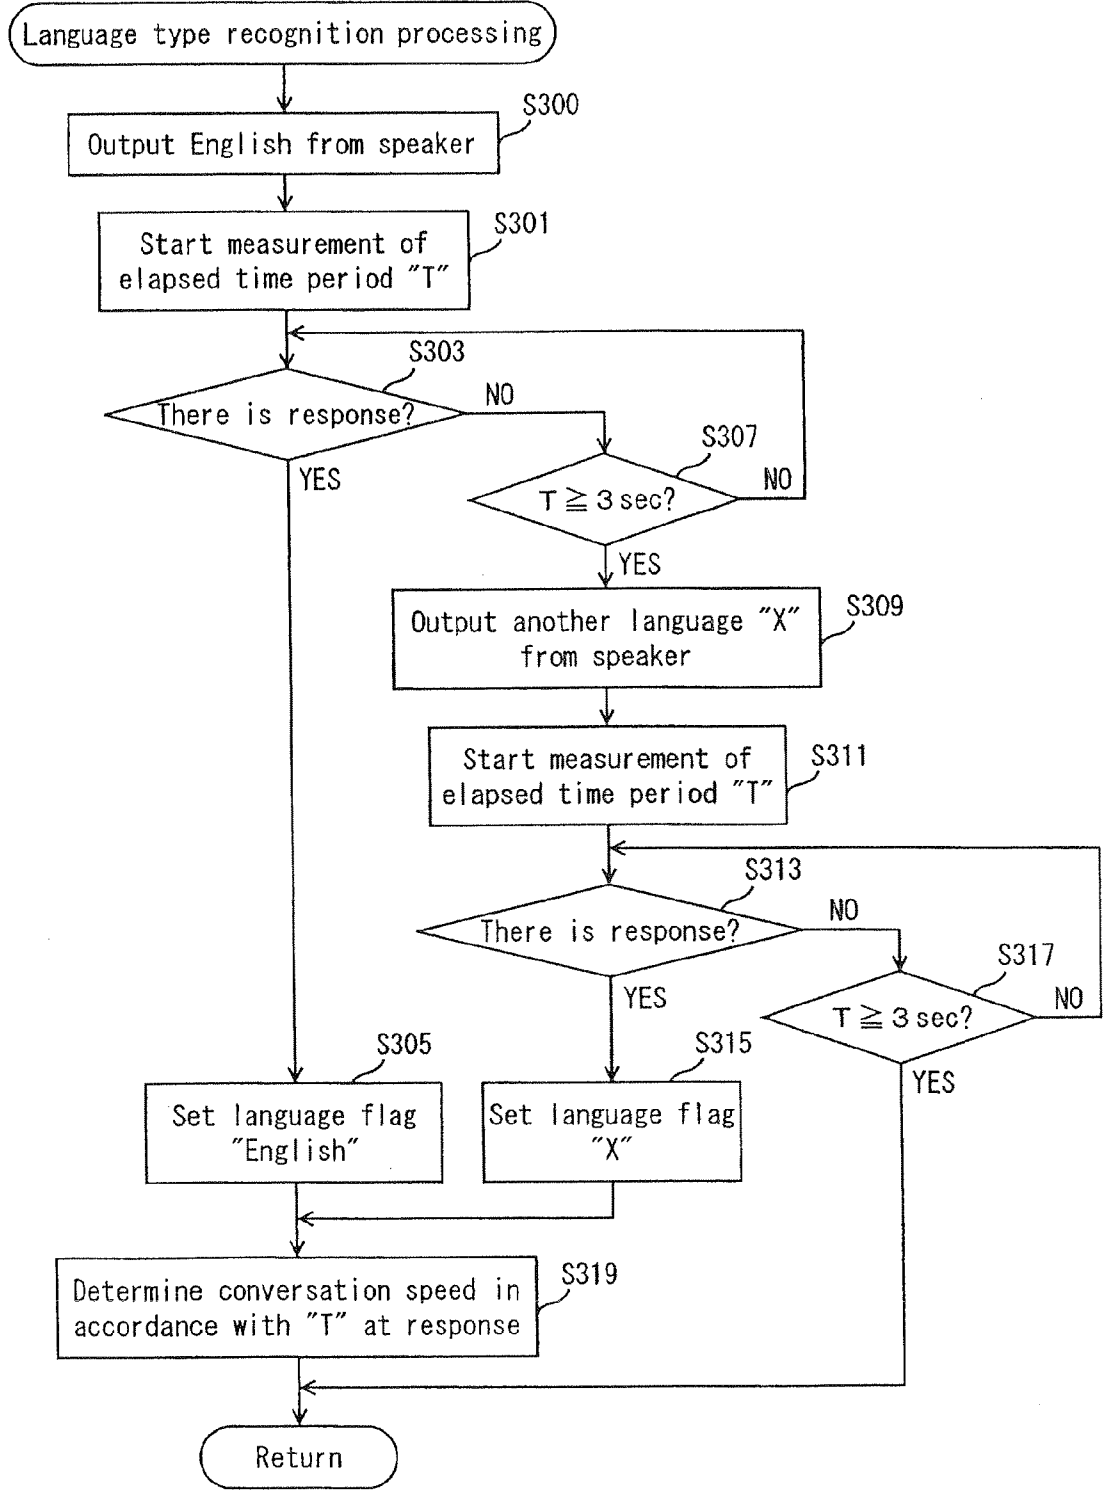 Language type recognition processing
S300
Output English from speaker
S301
Start measurement of
elapsed time period "T"
S303
There is response?
NO
YES
S307
T ≧ 3 sec?
NO
YES
S309
Output another language "X"
from speaker
S311
Start measurement of
elapsed time period "T"
S313
There is response?
NO
YES
S317
T ≧ 3 sec?
NO
YES
S305
Set language flag
"English"
S315
Set language flag
"X"
S319
Determine conversation speed in
accordance with "T" at response
Return